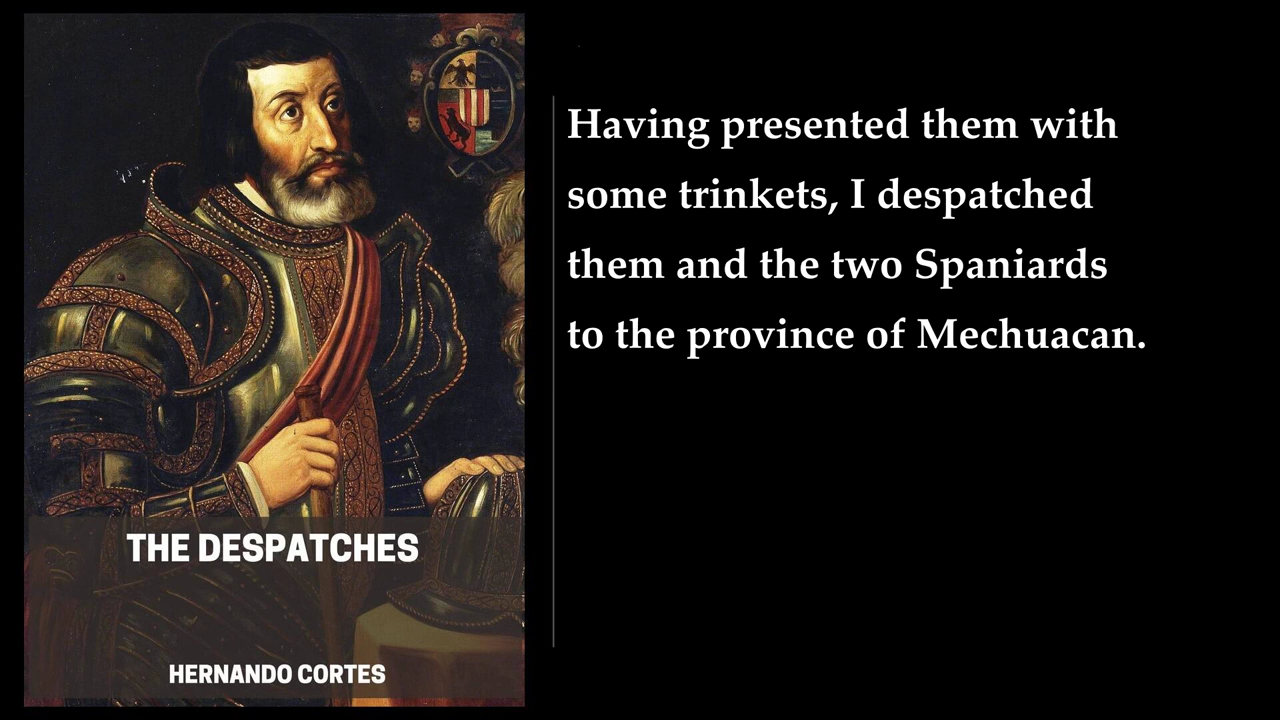 THE DESPATCHES
HERNANDO CORTES
Having presented them with
some trinkets, I despatched
them and the two Spaniards
to the province of Mechuacan.